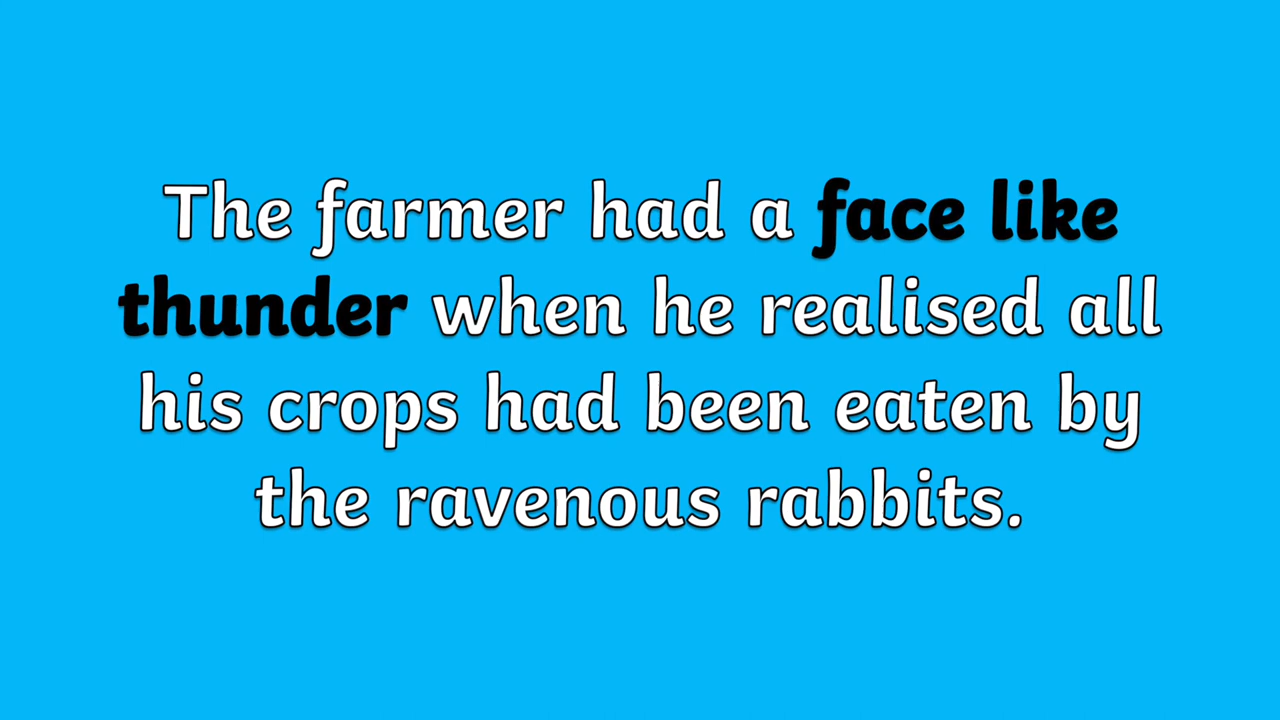 The farmer had a face like
thunder when he realised all
his crops had been eaten by
the ravenous rabbits.